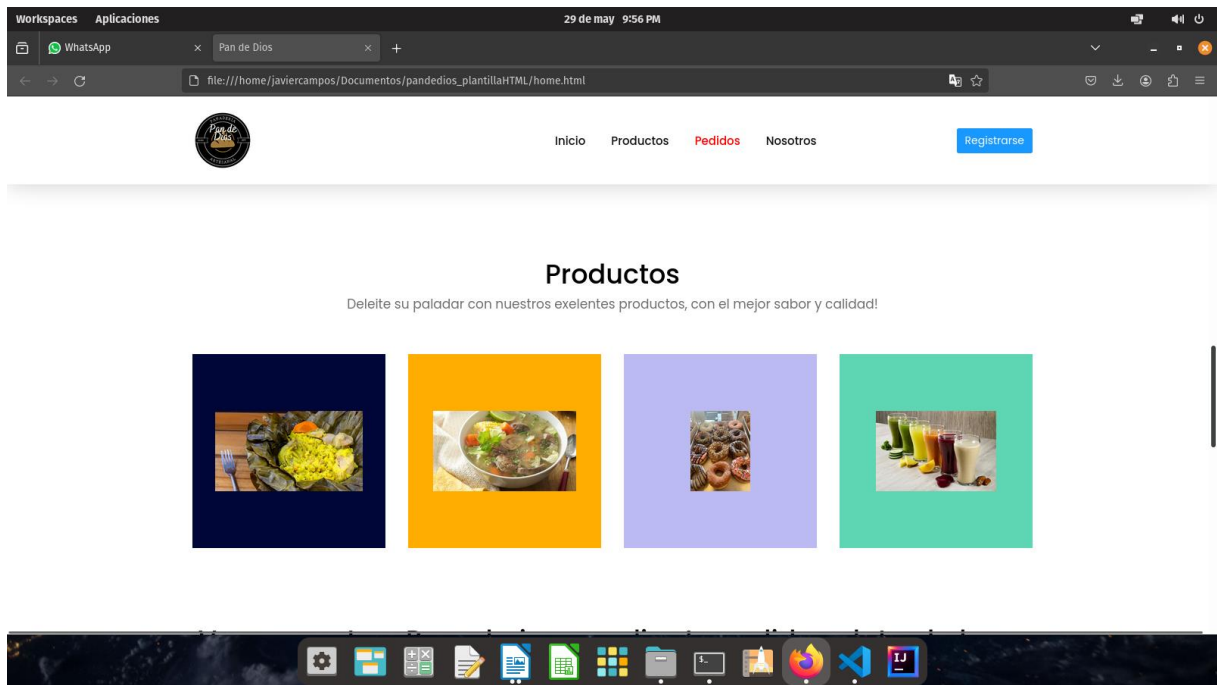 Workspaces Aplicaciones 29 de may 9:56 PM
WhatsApp Pan de Dios
file:///home/javiercampos/Documentos/pandedios_plantillaHTML/home.html
PANADERÍA
Pan de
Dios
ARTESANAL
Inicio Productos Pedidos Nosotros Registrarse
Productos
Deleite su paladar con nuestros exelentes productos, con el mejor sabor y calidad!